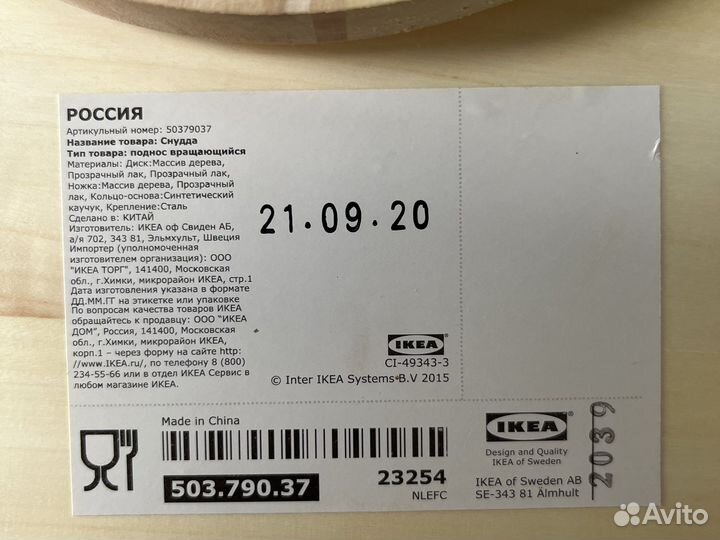 РОССИЯ
Артикульный номер: 50379037
Название товара: Снудда
Тип товара: поднос вращающийся
Материалы: Диск:Массив дерева,
Прозрачный лак, Прозрачный лак,
Ножка:Массив дерева, Прозрачный
лак, Кольцо-основа:Синтетический
каучук, Крепление:Сталь
Сделано в: КИТАЙ
Изготовитель: ИКЕА оф Свиден АБ,
а/я 702, 343 81, Эльмхульт, Швеция
Импортер (уполномоченная
изготовителем организация): ООО
"ИКЕА ТОРГ", 141400, Московская
обл., г.Химки, микрорайон ИКЕА, стр.1
Дата изготовления указана в формате
ДД.ММ.ГГ на этикетке или упаковке
По вопросам качества товаров ИКЕА
обращайтесь к продавцу: ООО "ИКЕА
ДОМ", Россия, 141400, Московская
обл., г.Химки, микрорайон ИКЕА,
корп.1 – через форму на сайте http:
//www.IKEA.ru/, по телефону 8 (800)
234-55-66 или в отдел ИКЕА Сервис в
любом магазине ИКЕА.
21.09.20
IKEA
CI-49343-3
© Inter IKEA Systems B.V 2015
Made in China
503.790.37
23254
NLEFC
IKEA
Design and Quality
IKEA of Sweden
IKEA of Sweden AB
SE-343 81 Älmhult
2039
Avito